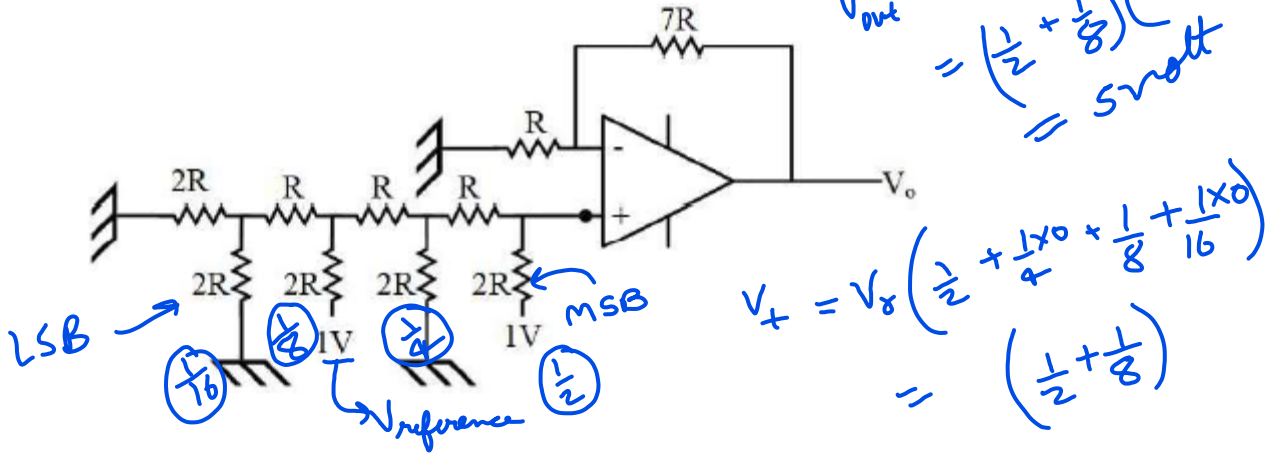 7R
R
-
+
Vₒ
2R R R R
2R 2R 2R 2R
1V 1V
LSB
MSB
1/16 1/8 1/4 1/2
Vreference
Vout
= (1/2 + 1/8)(
= 5volt
V₊ = Vᵣ (1/2 + 1×0/4 + 1/8 + 1×0/16)
= (1/2 + 1/8)